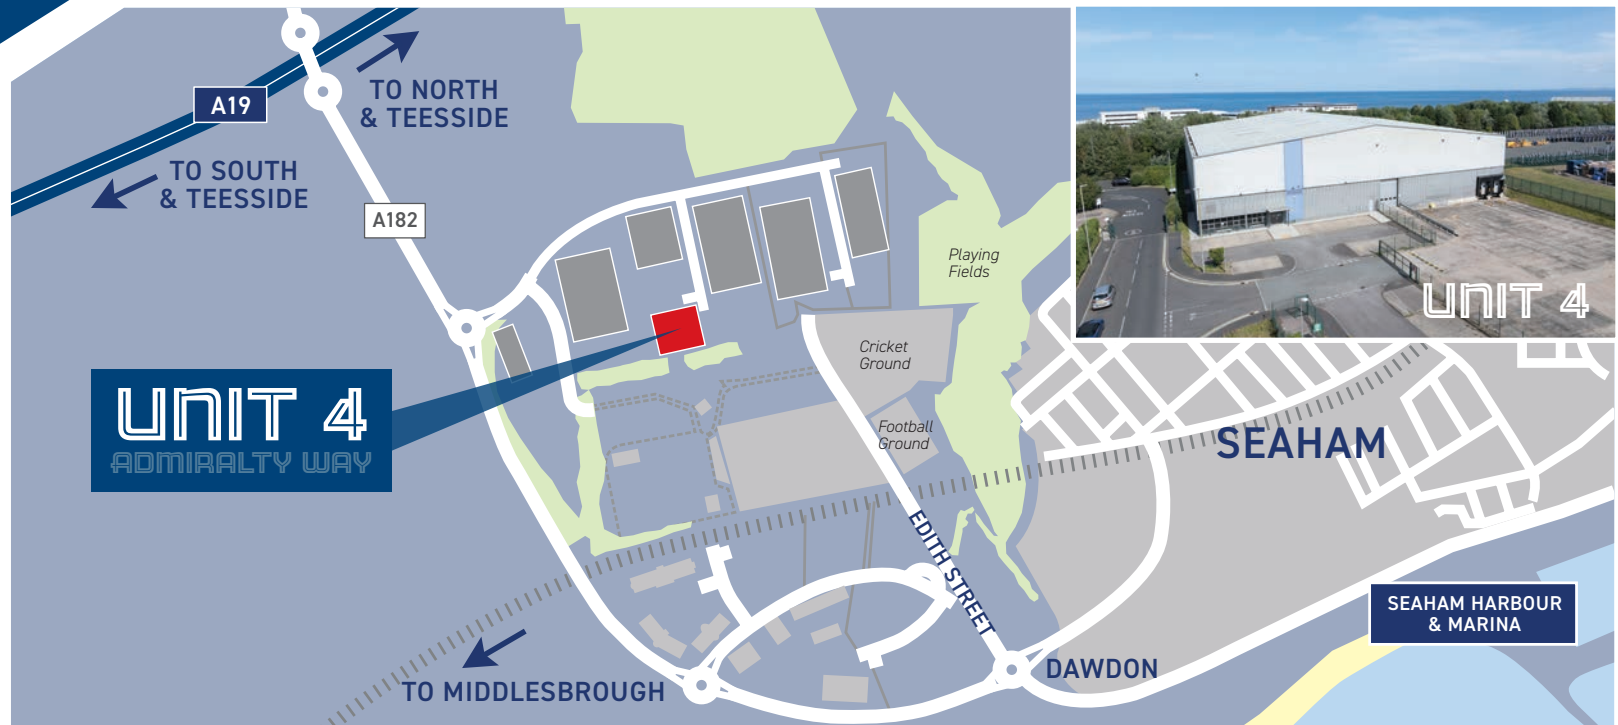 A19
TO NORTH
& TEESSIDE
TO SOUTH
& TEESSIDE
A182
Playing
Fields
UNIT 4
Cricket
Ground
UNIT 4
ADMIRALTY WAY
Football
Ground
SEAHAM
EDITH STREET
SEAHAM HARBOUR
& MARINA
TO MIDDLESBROUGH
DAWDON